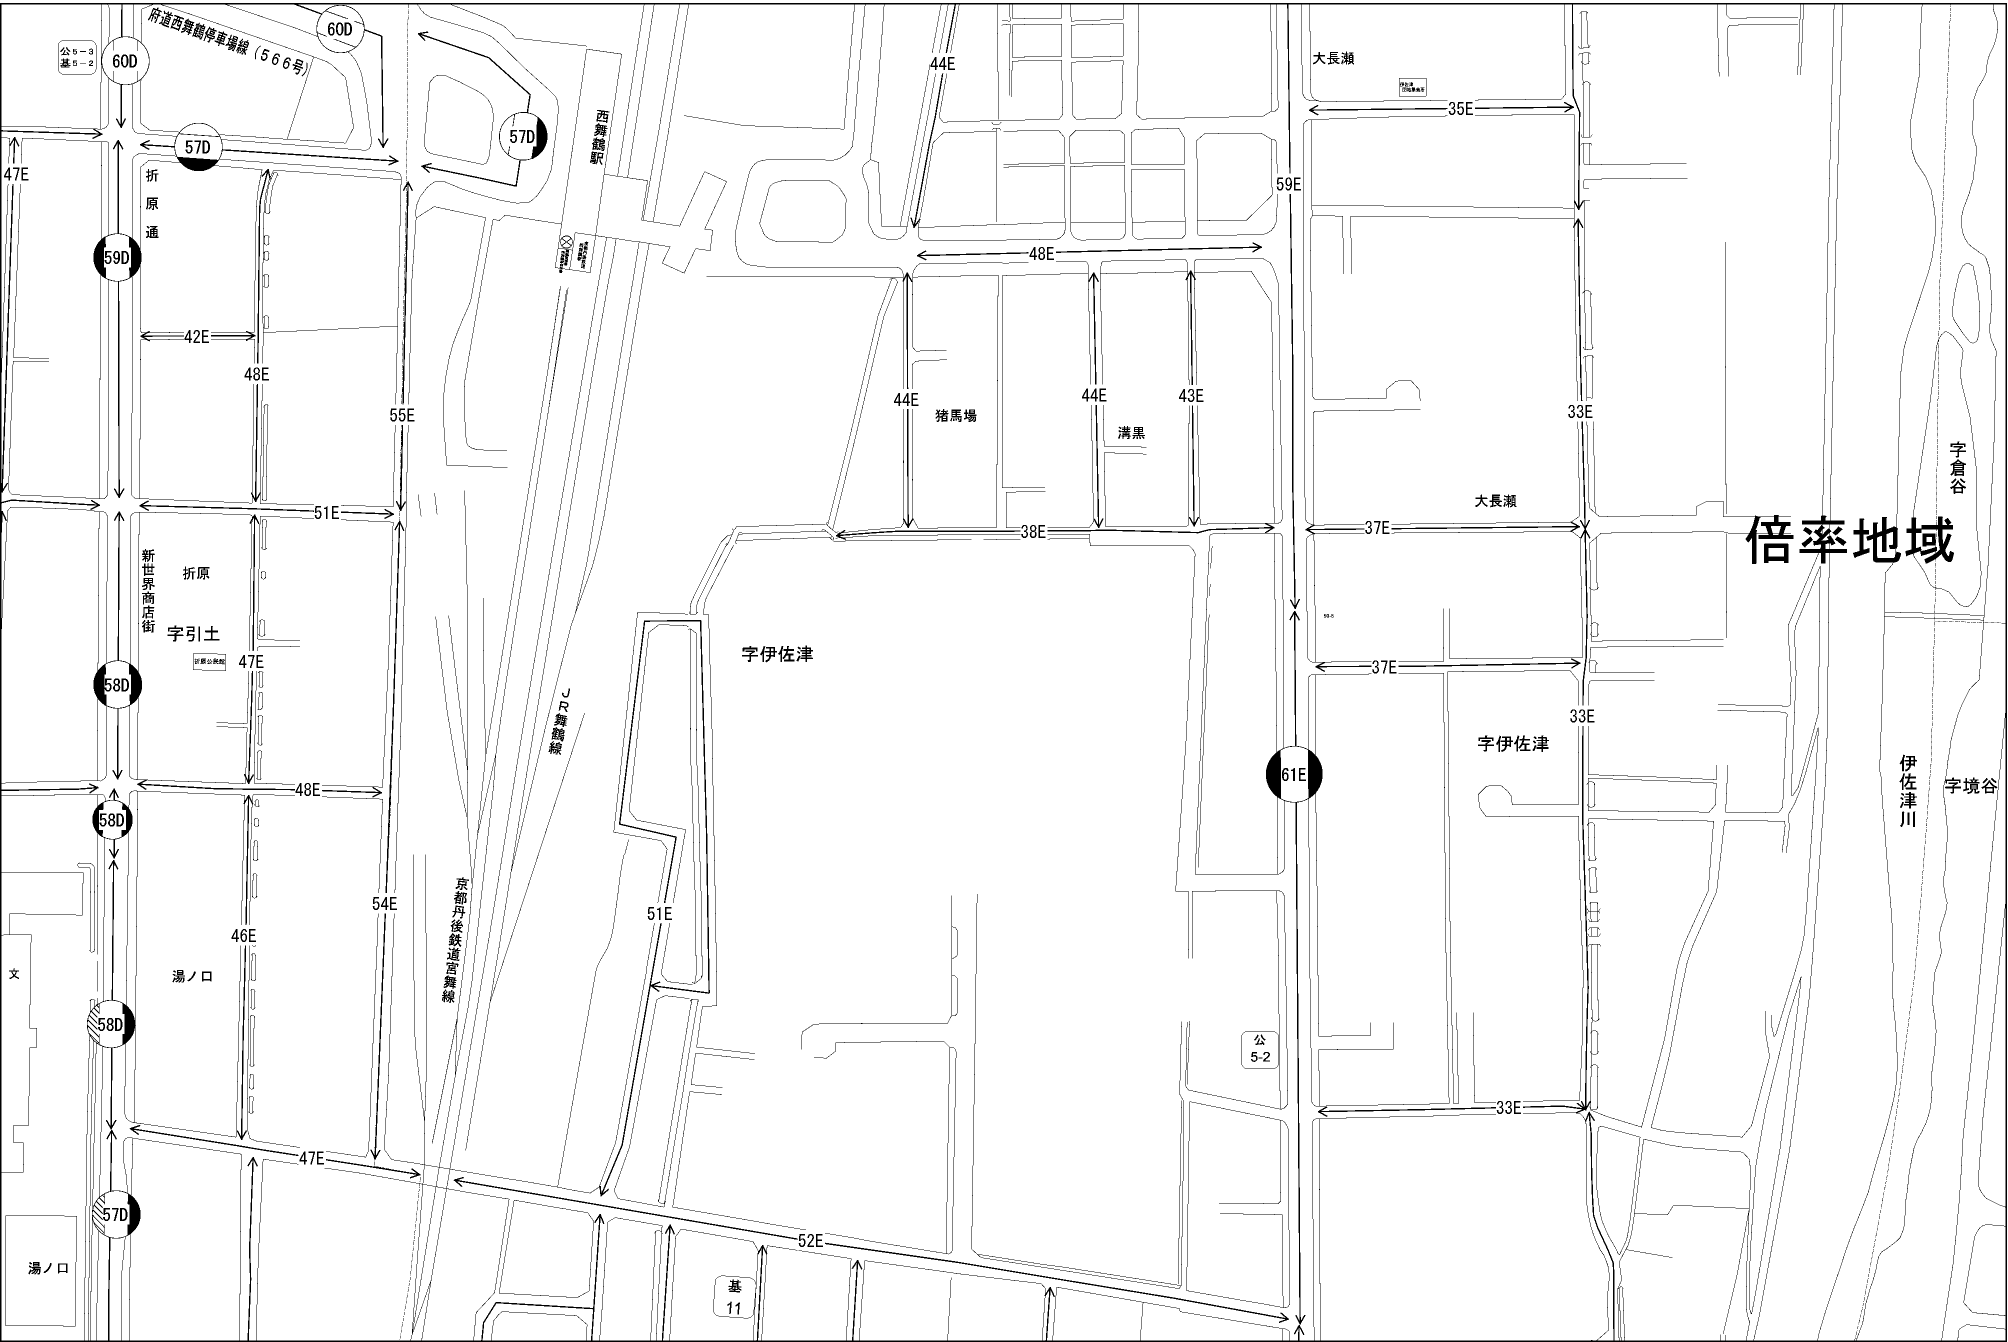 府道西舞鶴停車場線（５６６号）
公5-3
基5-2
60D
60D
44E
大長瀬
35E
57D
57D
西舞鶴駅
47E
折原通
59E
59D
48E
42E
48E
55E
44E
44E
43E
33E
猪馬場
溝黒
字倉谷
51E
38E
37E
大長瀬
倍率地域
新世界商店街
折原
字引土
折原公民館
47E
字伊佐津
37E
58D
ＪＲ舞鶴線
33E
字伊佐津
61E
伊佐津川
字境谷
48E
58D
54E
51E
46E
京都丹後鉄道宮舞線
文
湯ノ口
58D
公
5-2
33E
47E
57D
52E
湯ノ口
基
11